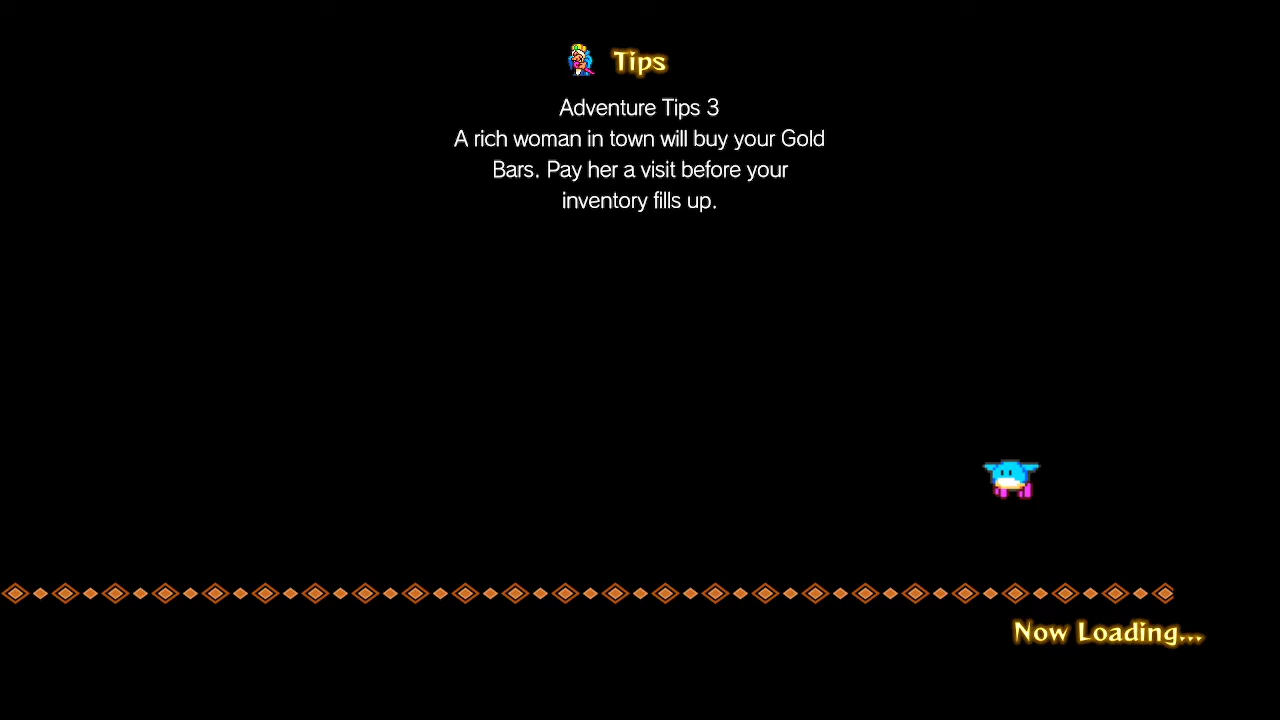 Tips
Adventure Tips 3
A rich woman in town will buy your Gold
Bars. Pay her a visit before your
inventory fills up.
Now Loading...